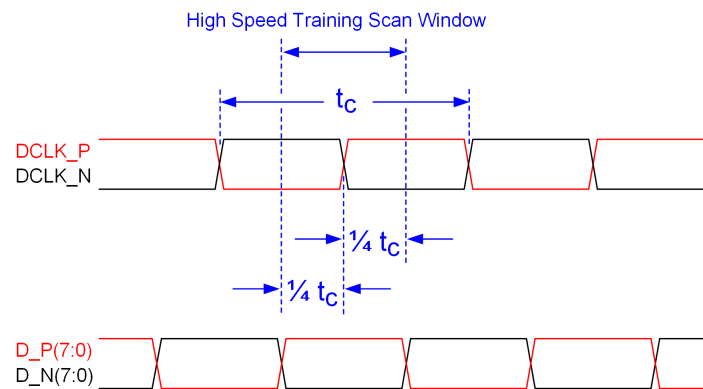 High Speed Training Scan Window
tc
DCLK_P
DCLK_N
¼ tc
¼ tc
D_P(7:0)
D_N(7:0)